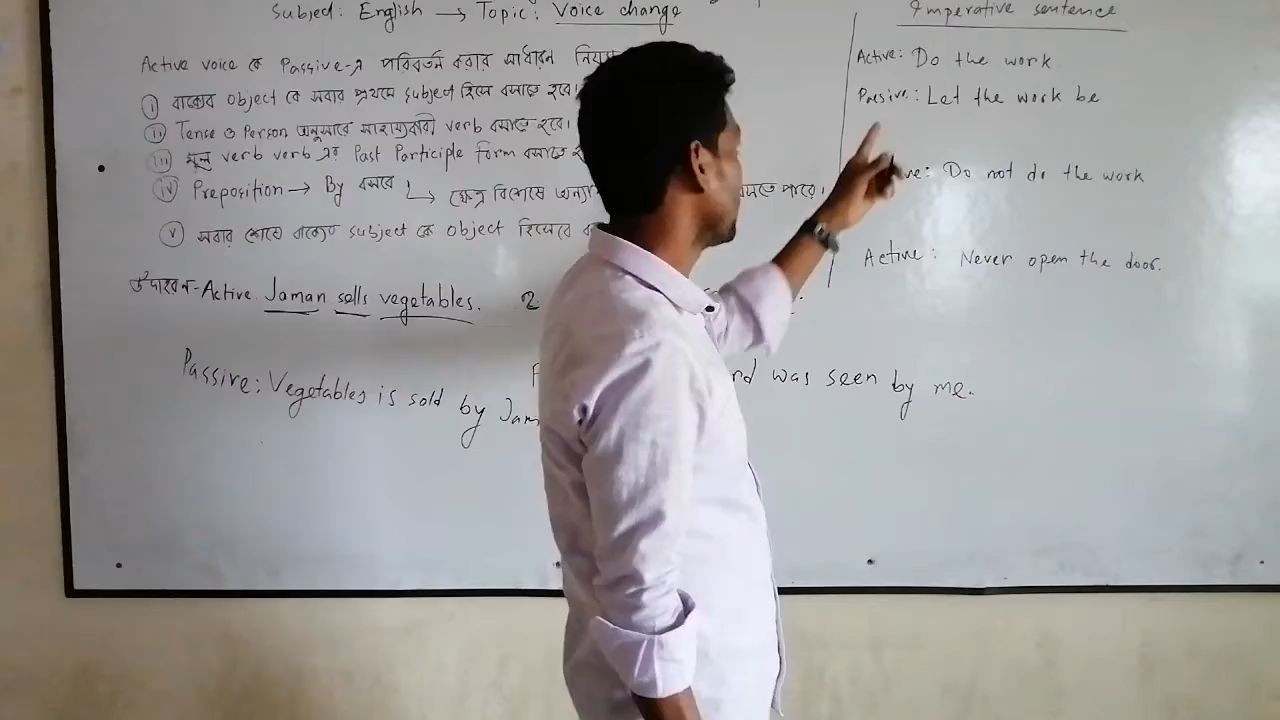 Subject: English → Topic: Voice change
Active voice কে Passive-এ পরিবর্তন করার সাধারন নিয়ম
(i) বাক্যের object কে সবার প্রথমে subject হিসে বসাতে হবে।
(ii) Tense ও Person অনুসারে সাহায্যকারী verb বসাতে হবে।
(iii) মূল verb verb এর Past Participle form বসাতে হ
(iv) Preposition → By বসবে। ↳ ক্ষেত্র বিশেষে অন্যা বসতে পারে।
(v) সবার শেষে বাক্যের subject কে object হিসেবে ব
উদাহরন-Active. Jaman sells vegetables. 2.
Passive: Vegetables is sold by Jam
rd was seen by me.
Imperative sentence
Active: Do the work
Passive: Let the work be
ve: Do not do the work
Active: Never open the door.